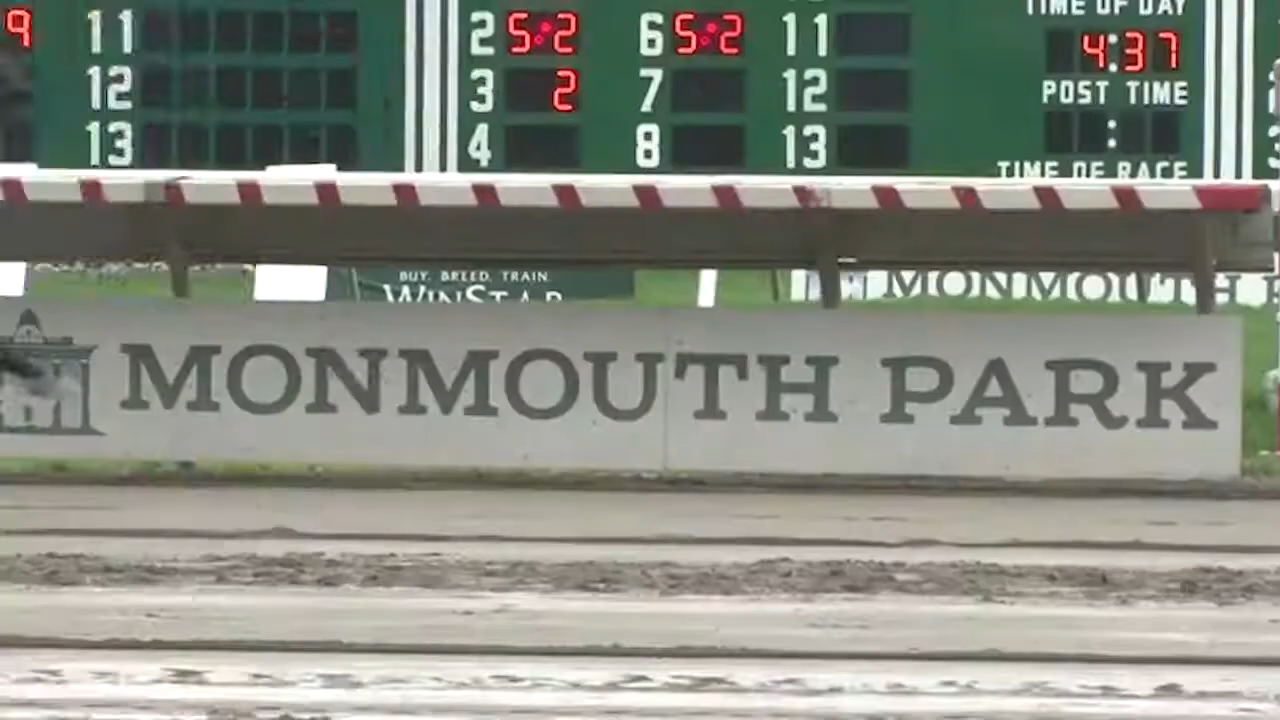 TIME OF DAY
9 11 2 5-2 6 5-2 11 4:37
12 3 2 7 12 POST TIME
13 4 8 13 :
TIME OF RACE
BUY. BREED. TRAIN.
WINSTAR
MONMOUTH
MONMOUTH PARK